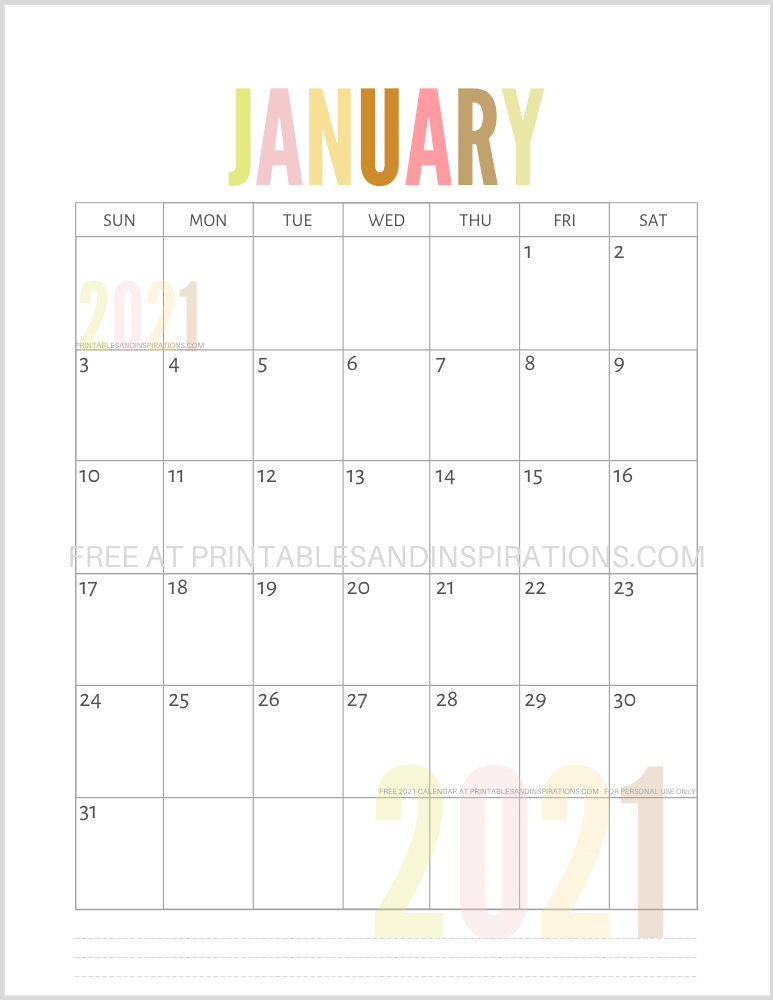 JANUARY
SUN MON TUE WED THU FRI SAT
1 2
2021
PRINTABLESANDINSPIRATIONS.COM
3 4 5 6 7 8 9
10 11 12 13 14 15 16
FREE AT PRINTABLESANDINSPIRATIONS.COM
17 18 19 20 21 22 23
24 25 26 27 28 29 30
2021
FREE 2021 CALENDAR AT PRINTABLESANDINSPIRATIONS.COM · FOR PERSONAL USE ONLY
31